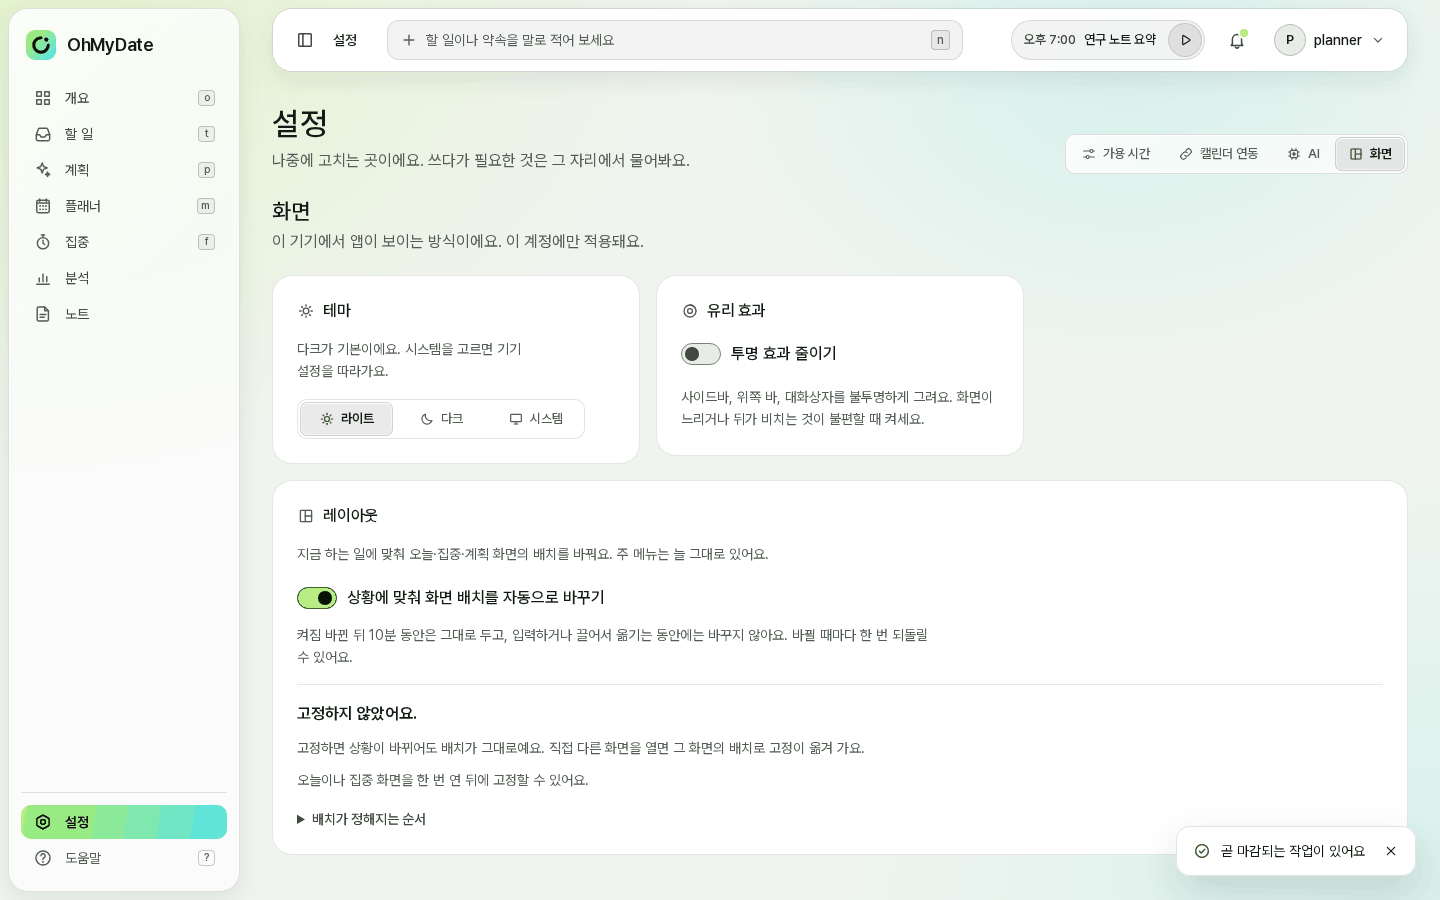 OhMyDate
개요
o
할 일
t
계획
p
플래너
m
집중
f
분석
노트
설정
도움말
?
설정
할 일이나 약속을 말로 적어 보세요
n
오후 7:00 연구 노트 요약
P
planner
설정
나중에 고치는 곳이에요. 쓰다가 필요한 것은 그 자리에서 물어봐요.
가용 시간
캘린더 연동
AI
화면
화면
이 기기에서 앱이 보이는 방식이에요. 이 계정에만 적용돼요.
테마
다크가 기본이에요. 시스템을 고르면 기기
설정을 따라가요.
라이트
다크
시스템
유리 효과
투명 효과 줄이기
사이드바, 위쪽 바, 대화상자를 불투명하게 그려요. 화면이
느리거나 뒤가 비치는 것이 불편할 때 켜세요.
레이아웃
지금 하는 일에 맞춰 오늘·집중·계획 화면의 배치를 바꿔요. 주 메뉴는 늘 그대로 있어요.
상황에 맞춰 화면 배치를 자동으로 바꾸기
켜짐 바뀐 뒤 10분 동안은 그대로 두고, 입력하거나 끌어서 옮기는 동안에는 바꾸지 않아요. 바뀔 때마다 한 번 되돌릴
수 있어요.
고정하지 않았어요.
고정하면 상황이 바뀌어도 배치가 그대로예요. 직접 다른 화면을 열면 그 화면의 배치로 고정이 옮겨 가요.
오늘이나 집중 화면을 한 번 연 뒤에 고정할 수 있어요.
배치가 정해지는 순서
곧 마감되는 작업이 있어요